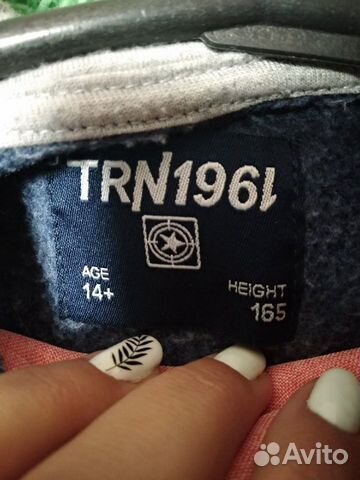 TRN1961
AGE
14+
HEIGHT
165
Avito